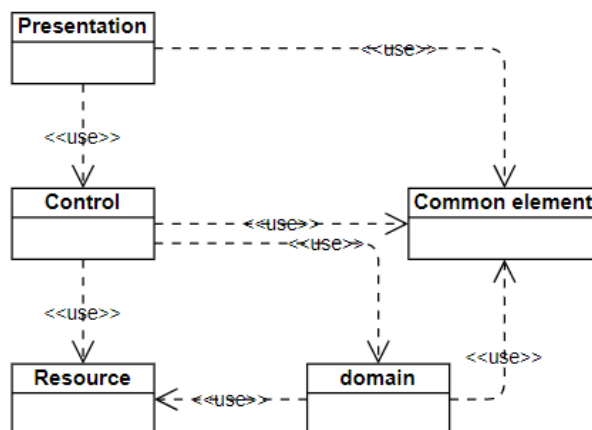 Presentation
<<use>>
<<use>>
Control
Common element
<<use>>
<<use>>
<<use>>
<<use>>
Resource
domain
<<use>>